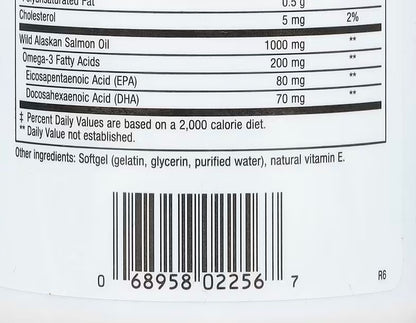 Polyunsaturated Fat 0.5 g
Cholesterol 5 mg 2%
Wild Alaskan Salmon Oil 1000 mg **
Omega-3 Fatty Acids 200 mg **
Eicosapentaenoic Acid (EPA) 80 mg **
Docosahexaenoic Acid (DHA) 70 mg **
‡ Percent Daily Values are based on a 2,000 calorie diet.
** Daily Value not established.
Other ingredients: Softgel (gelatin, glycerin, purified water), natural vitamin E.
0 68958 02256 7
R6